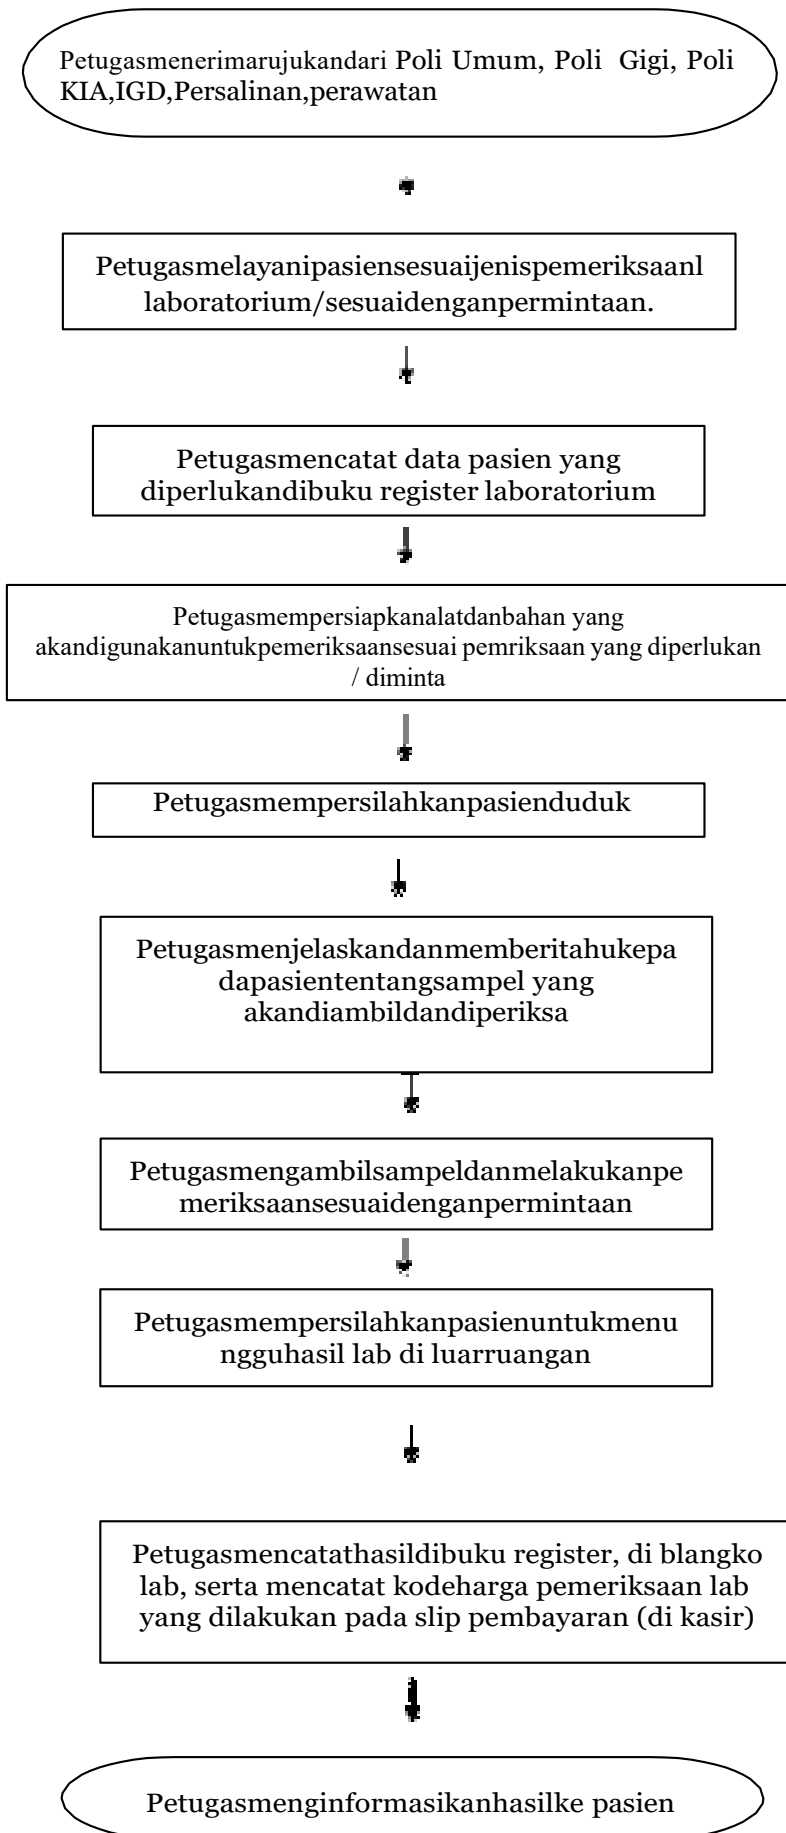 Petugasmenerimarujukandari Poli Umum, Poli Gigi, Poli
KIA,IGD,Persalinan,perawatan
Petugasmelayanipasiensesuaijenispemeriksaanl
laboratorium/sesuaidenganpermintaan.
Petugasmencatat data pasien yang
diperlukandibuku register laboratorium
Petugasmempersiapkanalatdanbahan yang
akandigunakanuntukpemeriksaansesuai pemriksaan yang diperlukan
/ diminta
Petugasmempersilahkanpasienduduk
Petugasmenjelaskandanmemberitahukepa
dapasiententangsampel yang
akandiambildandiperiksa
Petugasmengambilsampeldanmelakukanpe
meriksaansesuaidenganpermintaan
Petugasmempersilahkanpasienuntukmenu
ngguhasil lab di luarruangan
Petugasmencatathasildibuku register, di blangko
lab, serta mencatat kodeharga pemeriksaan lab
yang dilakukan pada slip pembayaran (di kasir)
Petugasmenginformasikanhasilke pasien